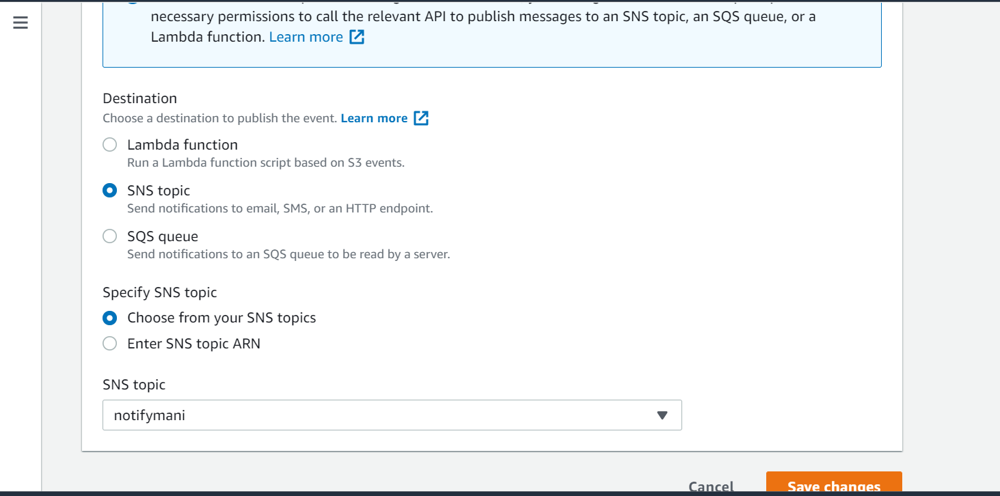 necessary permissions to call the relevant API to publish messages to an SNS topic, an SQS queue, or a
Lambda function. Learn more
Destination
Choose a destination to publish the event. Learn more
Lambda function
Run a Lambda function script based on S3 events.
SNS topic
Send notifications to email, SMS, or an HTTP endpoint.
SQS queue
Send notifications to an SQS queue to be read by a server.
Specify SNS topic
Choose from your SNS topics
Enter SNS topic ARN
SNS topic
notifymani
Cancel
Save changes